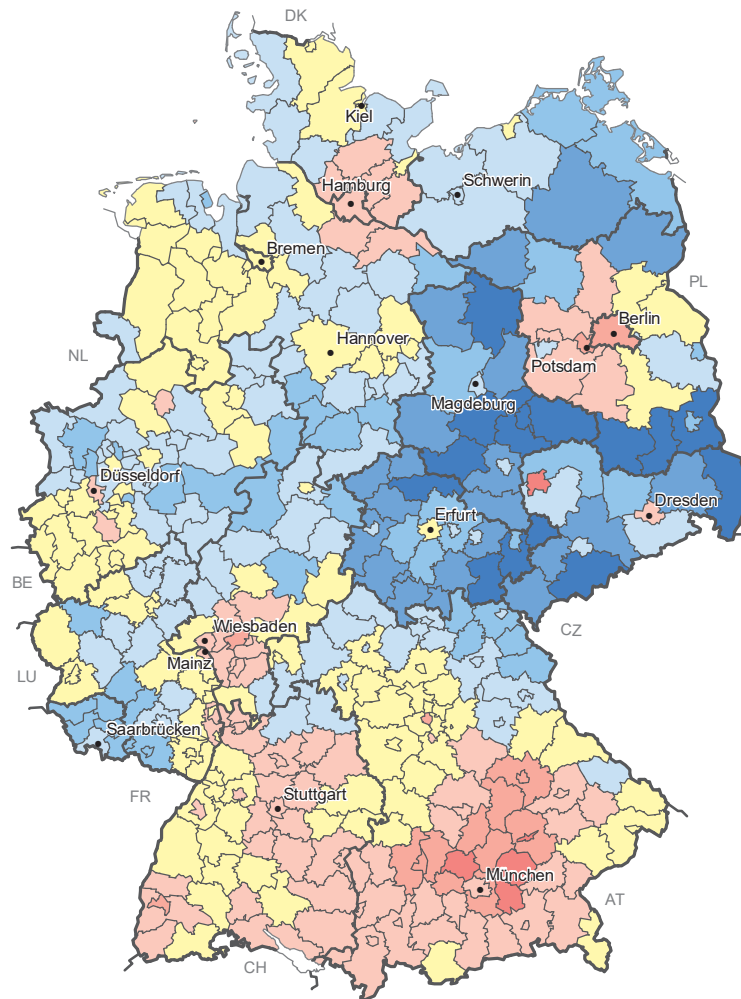 DK
Kiel
Schwerin
Hamburg
Bremen
PL
Berlin
Hannover
NL
Potsdam
Magdeburg
Düsseldorf
Dresden
Erfurt
BE
Wiesbaden
CZ
Mainz
LU
Saarbrücken
FR
Stuttgart
München
AT
CH